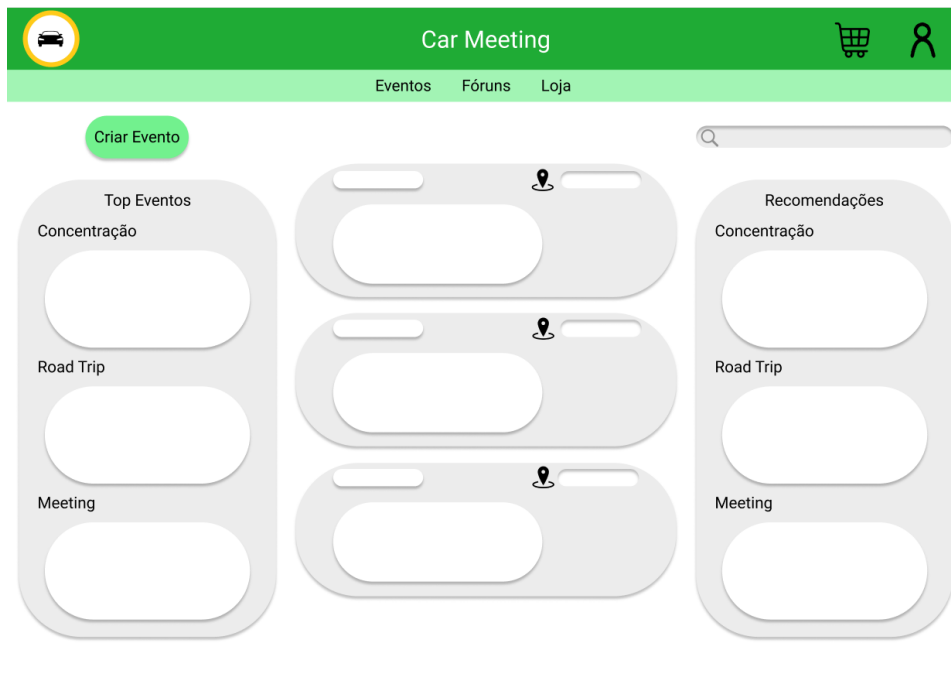 Car Meeting
Eventos Fóruns Loja
Criar Evento
Top Eventos
Concentração
Road Trip
Meeting
Recomendações
Concentração
Road Trip
Meeting